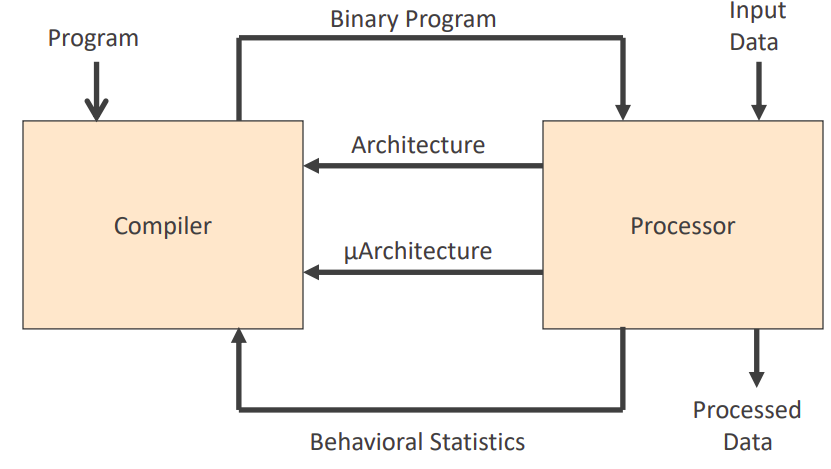 Program
Binary Program
Input
Data
Architecture
Compiler
Processor
µArchitecture
Processed
Data
Behavioral Statistics